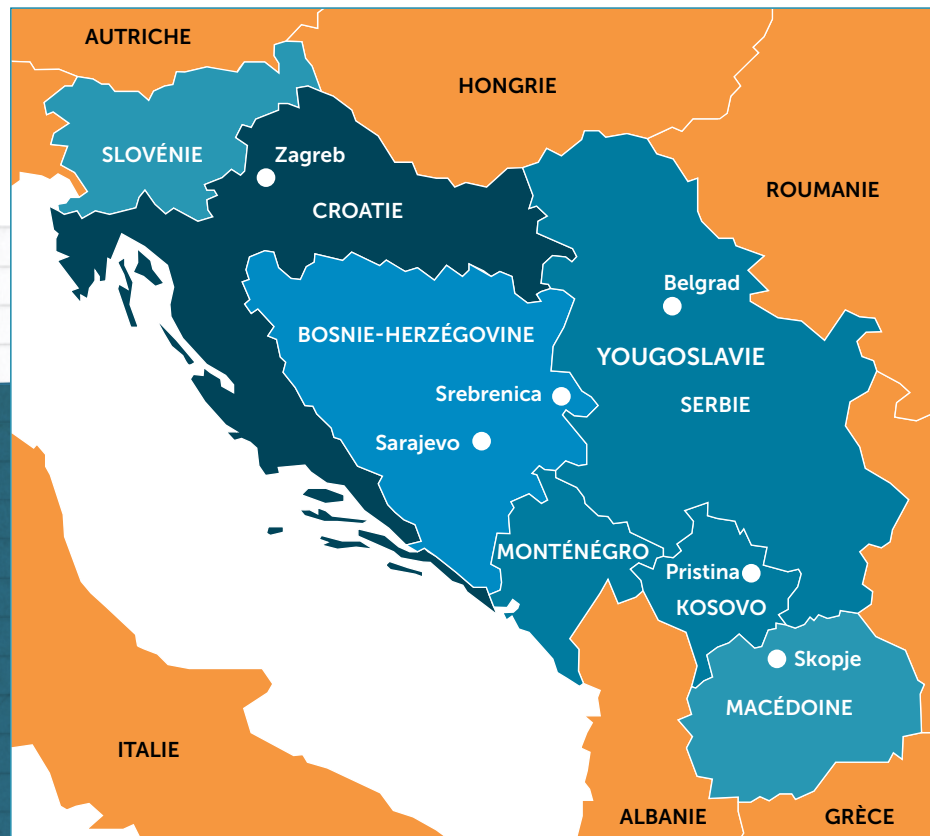 AUTRICHE
HONGRIE
SLOVÉNIE
Zagreb
ROUMANIE
CROATIE
Belgrad
BOSNIE-HERZÉGOVINE
YOUGOSLAVIE
Srebrenica
SERBIE
Sarajevo
MONTÉNÉGRO
Pristina
KOSOVO
Skopje
MACÉDOINE
ITALIE
ALBANIE
GRÈCE